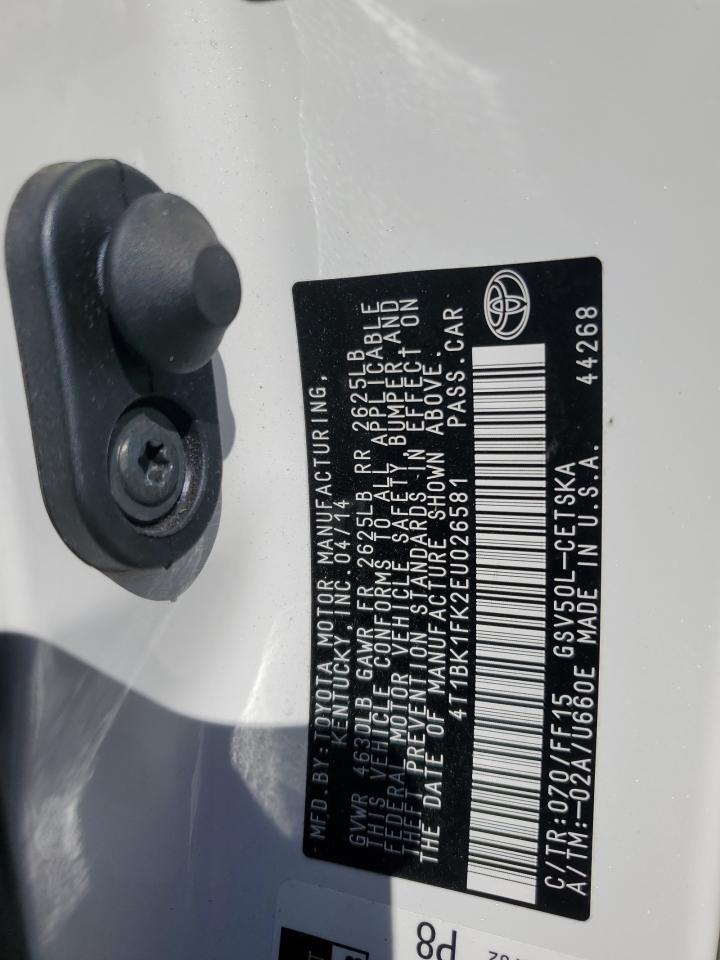 MFD.BY:TOYOTA MOTOR MANUFACTURING,
KENTUCKY,INC. 04/14
GVWR 4630LB GAWR FR 2625LB RR 2625LB
THIS VEHICLE CONFORMS TO ALL APPLICABLE
FEDERAL MOTOR VEHICLE SAFETY, BUMPER,AND
THEFT PREVENTION STANDARDS IN EFFECT ON
THE DATE OF MANUFACTURE SHOWN ABOVE.
4T1BK1FK2EU026581 PASS.CAR
C/TR:070/FF15 GSV50L-CETSKA
A/TM:-02A/U660E MADE IN U.S.A. 44268
P8